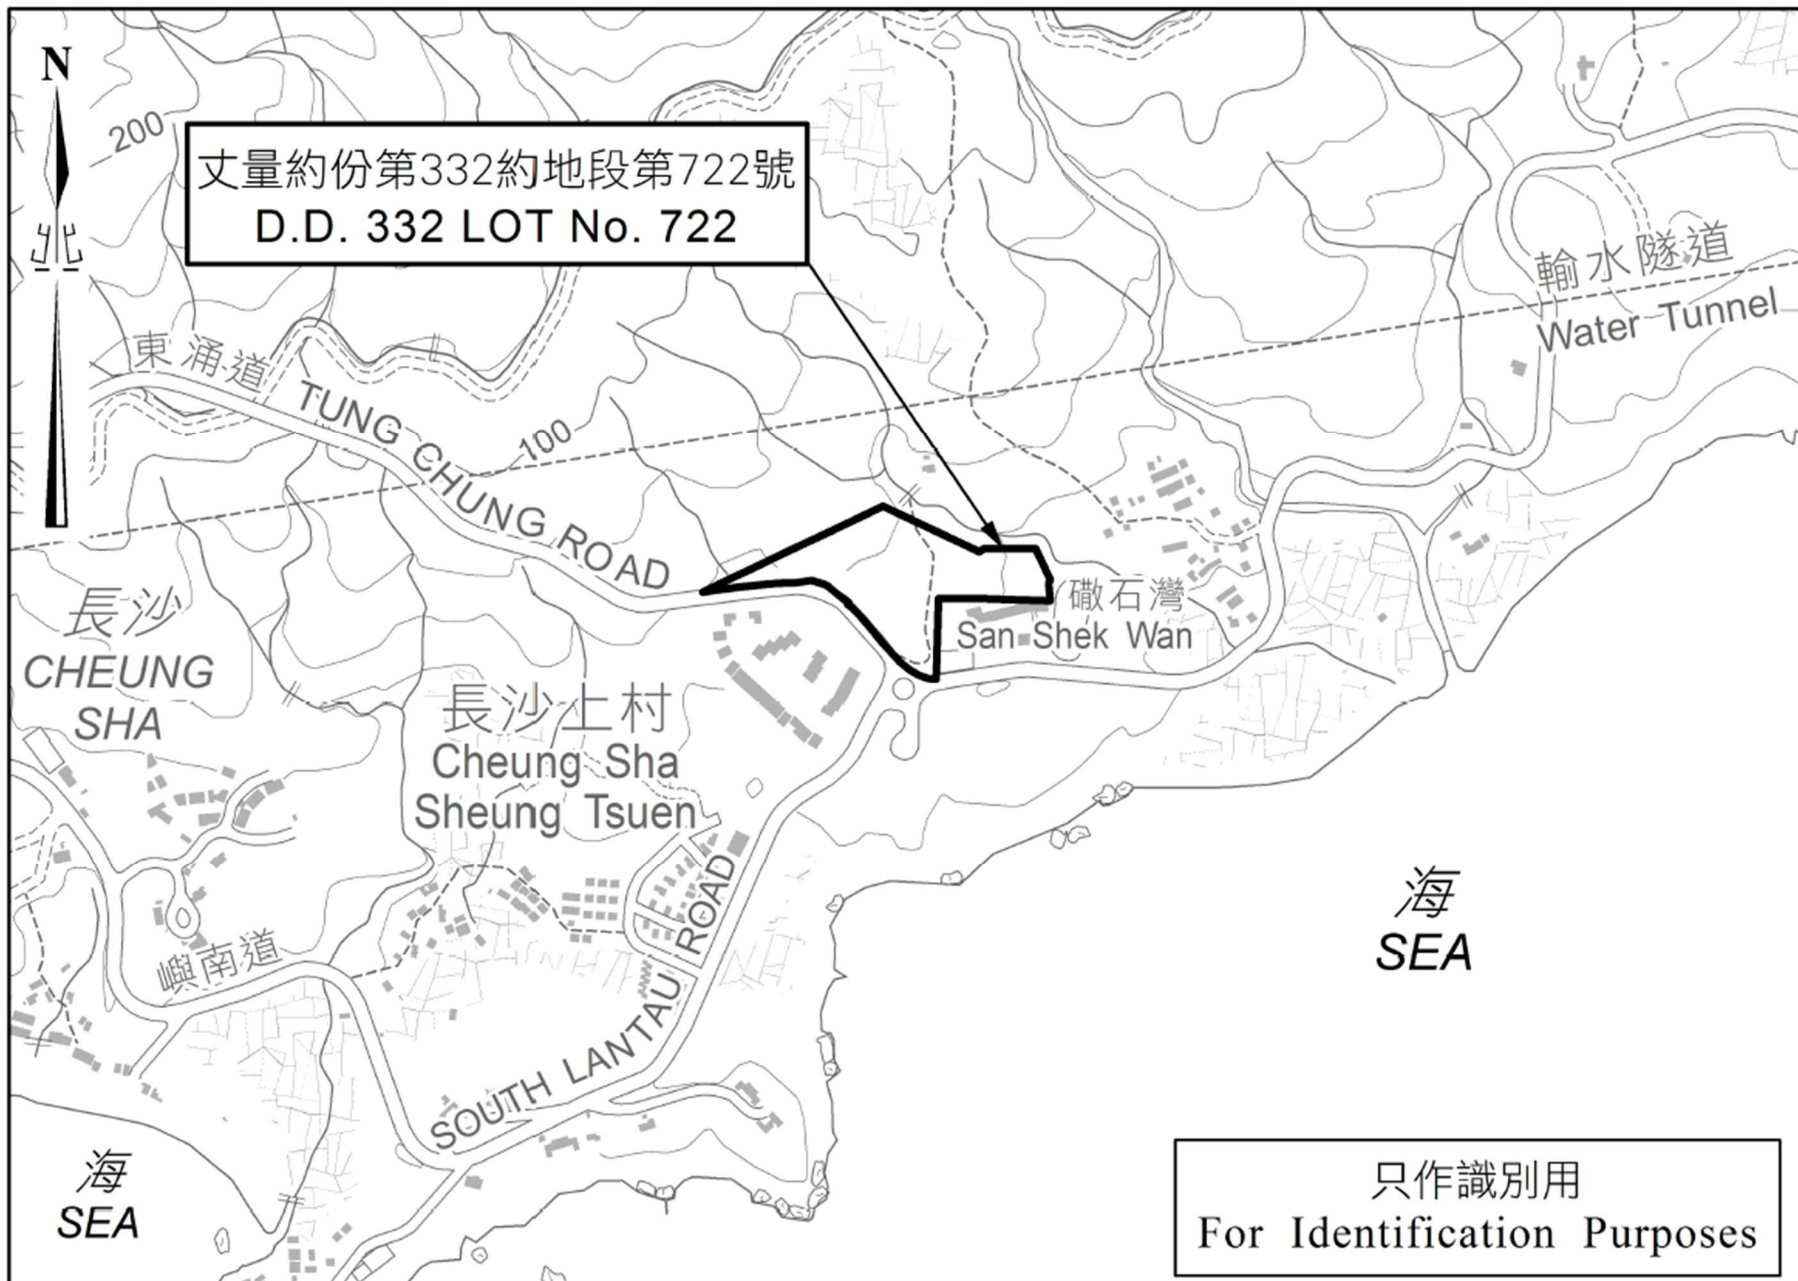 N
北
200
丈量約份第332約地段第722號
D.D. 332 LOT No. 722
輸水隧道
Water Tunnel
東涌道
TUNG CHUNG ROAD
100
長沙
CHEUNG
SHA
磡石灣
San Shek Wan
長沙上村
Cheung Sha
Sheung Tsuen
嶼南道
SOUTH LANTAU ROAD
海
SEA
海
SEA
只作識別用
For Identification Purposes